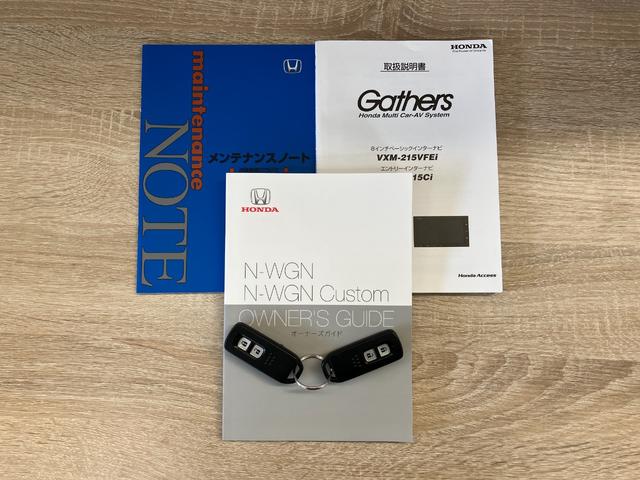 maintenance
NOTE
メンテナンスノート
HONDA
The Power of Dreams
取扱説明書
Gathers
Honda Multi Car-AV System
8インチベーシックインターナビ
VXM-215VFEi
エントリーインターナビ
15Ci
Honda Access
HONDA
N-WGN
N-WGN Custom
OWNER'S GUIDE
オーナーズガイド